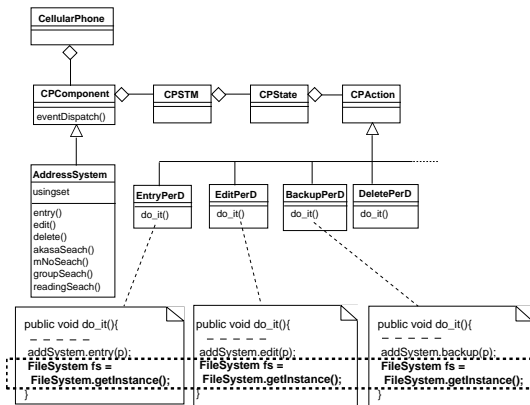 CellularPhone
CPComponent
eventDispatch()
CPSTM
CPState
CPAction
AddressSystem
usingset
entry()
edit()
delete()
akasaSeach()
mNoSeach()
groupSeach()
readingSeach()
EntryPerD
do_it()
EditPerD
do_it()
BackupPerD
do_it()
DeletePerD
do_it()
public void do_it(){
addSystem.entry(p);
FileSystem fs =
FileSystem.getInstance();
}
public void do_it(){
addSystem.edit(p);
FileSystem fs =
FileSystem.getInstance();
}
public void do_it(){
addSystem.backup(p);
FileSystem fs =
FileSystem.getInstance();
}